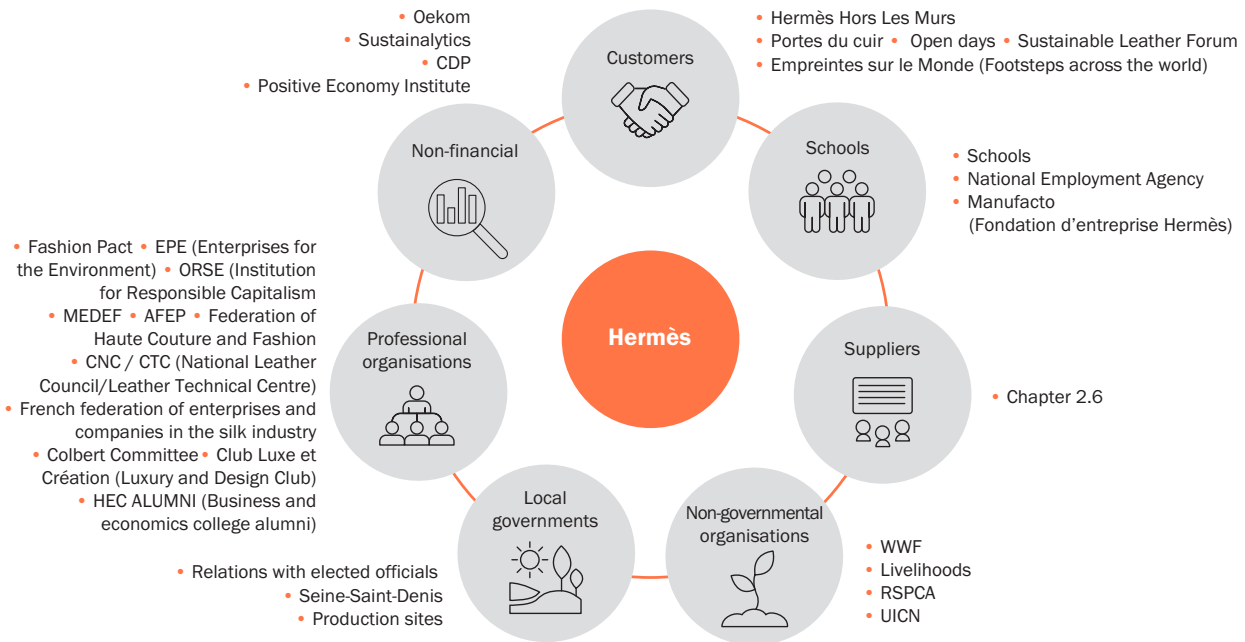 • Oekom
• Sustainalytics
• CDP
• Positive Economy Institute
Customers
• Hermès Hors Les Murs
• Portes du cuir • Open days • Sustainable Leather Forum
• Empreintes sur le Monde (Footsteps across the world)
Non-financial
Schools
• Schools
• National Employment Agency
• Manufacto
(Fondation d'entreprise Hermès)
• Fashion Pact • EPE (Enterprises for
the Environment) • ORSE (Institution
for Responsible Capitalism
• MEDEF • AFEP • Federation of
Haute Couture and Fashion
• CNC / CTC (National Leather
Council/Leather Technical Centre)
• French federation of enterprises and
companies in the silk industry
• Colbert Committee • Club Luxe et
Création (Luxury and Design Club)
• HEC ALUMNI (Business and
economics college alumni)
Professional
organisations
Hermès
Suppliers
• Chapter 2.6
Local
governments
• Relations with elected officials
• Seine-Saint-Denis
• Production sites
Non-governmental
organisations
• WWF
• Livelihoods
• RSPCA
• UICN